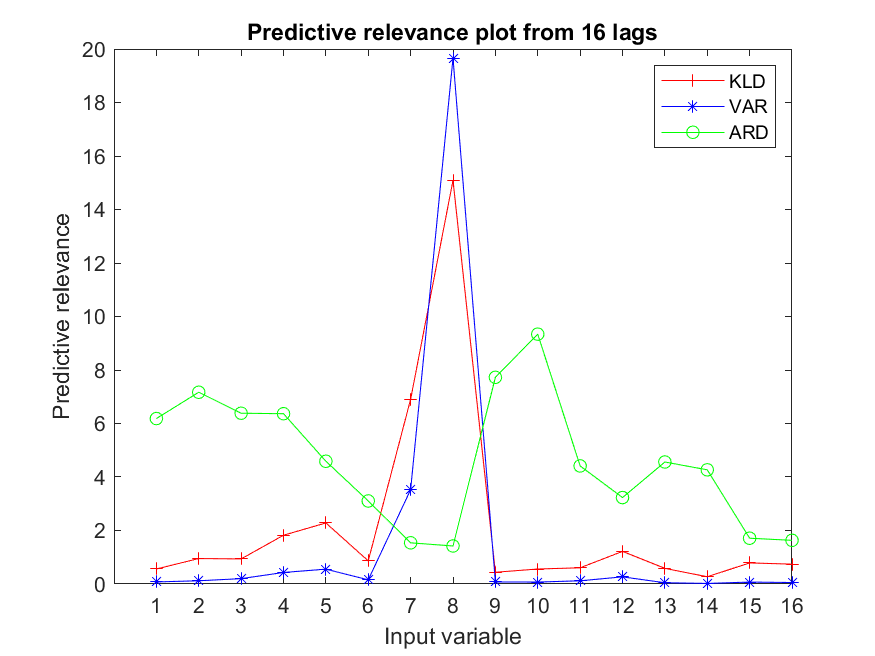 Predictive relevance plot from 16 lags
KLD
VAR
ARD
Predictive relevance
20
18
16
14
12
10
8
6
4
2
0
1 2 3 4 5 6 7 8 9 10 11 12 13 14 15 16
Input variable